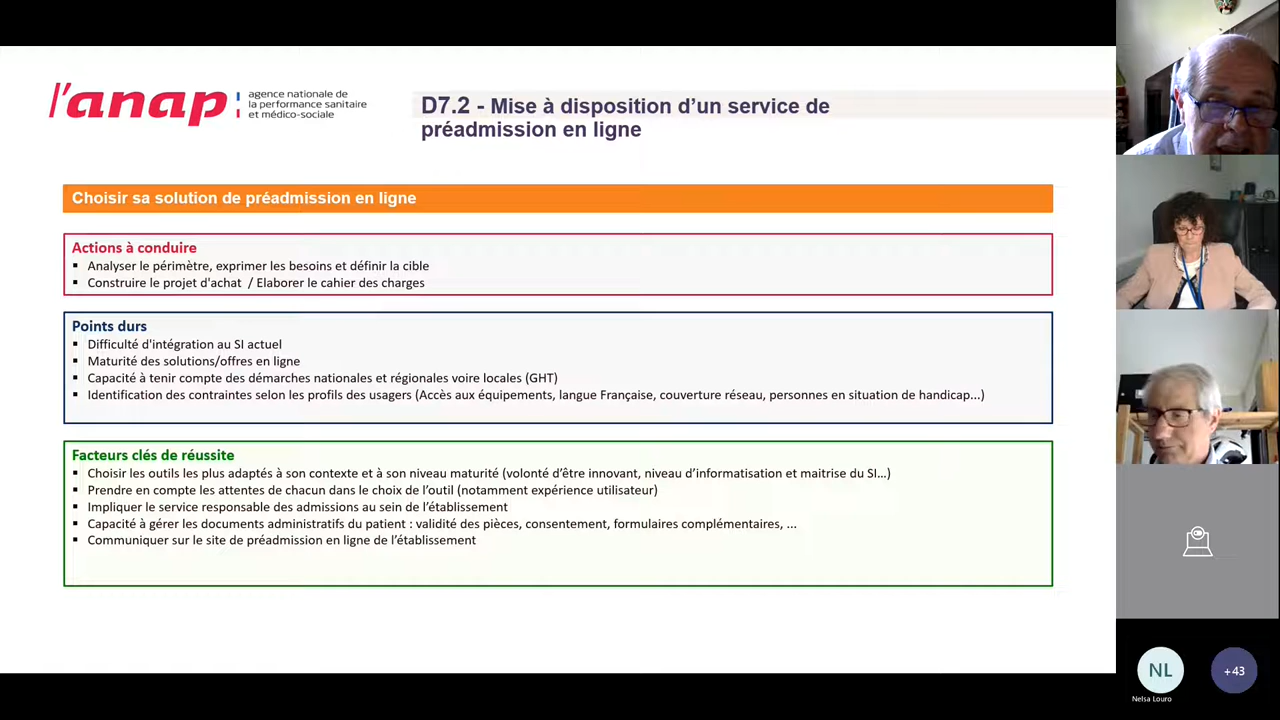 l'anap
agence nationale de
la performance sanitaire
et médico-sociale
D7.2 - Mise à disposition d'un service de
préadmission en ligne
Choisir sa solution de préadmission en ligne
Actions à conduire
▪ Analyser le périmètre, exprimer les besoins et définir la cible
▪ Construire le projet d'achat / Elaborer le cahier des charges
Points durs
▪ Difficulté d'intégration au SI actuel
▪ Maturité des solutions/offres en ligne
▪ Capacité à tenir compte des démarches nationales et régionales voire locales (GHT)
▪ Identification des contraintes selon les profils des usagers (Accès aux équipements, langue Française, couverture réseau, personnes en situation de handicap...)
Facteurs clés de réussite
▪ Choisir les outils les plus adaptés à son contexte et à son niveau maturité (volonté d'être innovant, niveau d'informatisation et maitrise du SI...)
▪ Prendre en compte les attentes de chacun dans le choix de l'outil (notamment expérience utilisateur)
▪ Impliquer le service responsable des admissions au sein de l'établissement
▪ Capacité à gérer les documents administratifs du patient : validité des pièces, consentement, formulaires complémentaires, ...
▪ Communiquer sur le site de préadmission en ligne de l'établissement
NL
+43
Nelsa Louro